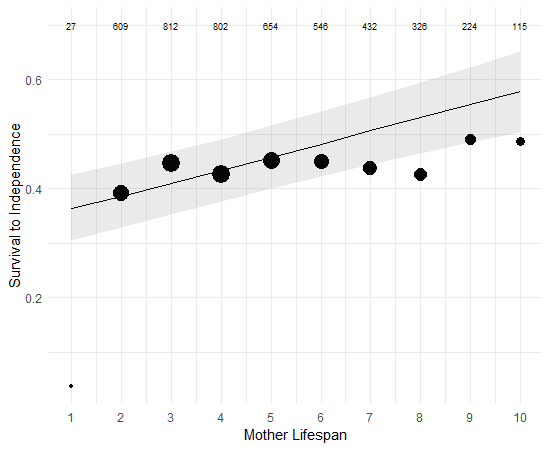 27 609 812 802 654 546 432 326 224 115
0.6
0.4
0.2
Survival to Independence
1 2 3 4 5 6 7 8 9 10
Mother Lifespan